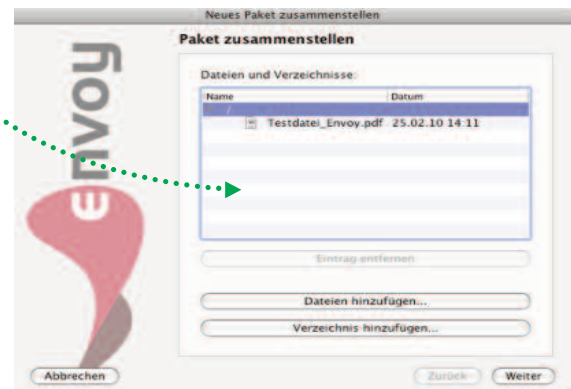 Neues Paket zusammenstellen
Paket zusammenstellen
envoy
Dateien und Verzeichnisse:
Name Datum
/
Testdatei_Envoy.pdf 25.02.10 14 11
Eintrag entfernen
Dateien hinzufügen...
Verzeichnis hinzufügen...
Abbrechen Zurück Weiter